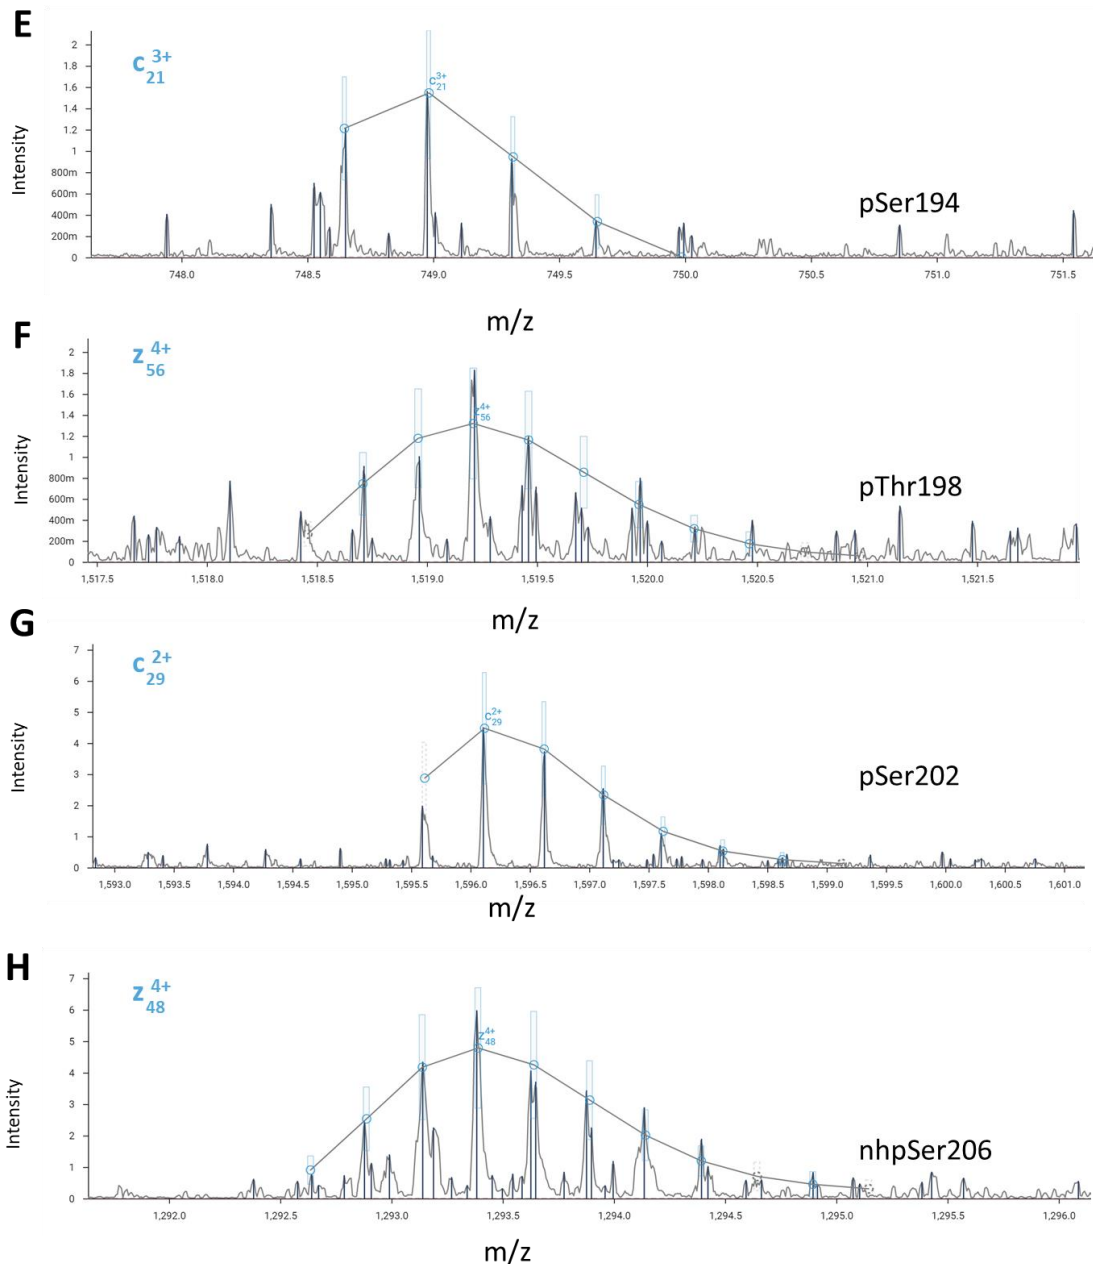 E
c 3+ 21
2
1.8
1.6
1.4
1.2
1
800m
600m
400m
200m
0
Intensity
c 3+ 21
pSer194
748.0 748.5 749.0 749.5 750.0 750.5 751.0 751.5
m/z
F
z 4+ 56
2
1.8
1.6
1.4
1.2
1
800m
600m
400m
200m
0
Intensity
z 4+ 56
pThr198
1,517.5 1,518.0 1,518.5 1,519.0 1,519.5 1,520.0 1,520.5 1,521.0 1,521.5
m/z
G
c 2+ 29
7
6
5
4
3
2
1
0
Intensity
c 2+ 29
pSer202
1,593.0 1,593.5 1,594.0 1,594.5 1,595.0 1,595.5 1,596.0 1,596.5 1,597.0 1,597.5 1,598.0 1,598.5 1,599.0 1,599.5 1,600.0 1,600.5 1,601.0
m/z
H
z 4+ 48
7
6
5
4
3
2
1
0
Intensity
z 4+ 48
nhpSer206
1,292.0 1,292.5 1,293.0 1,293.5 1,294.0 1,294.5 1,295.0 1,295.5 1,296.0
m/z